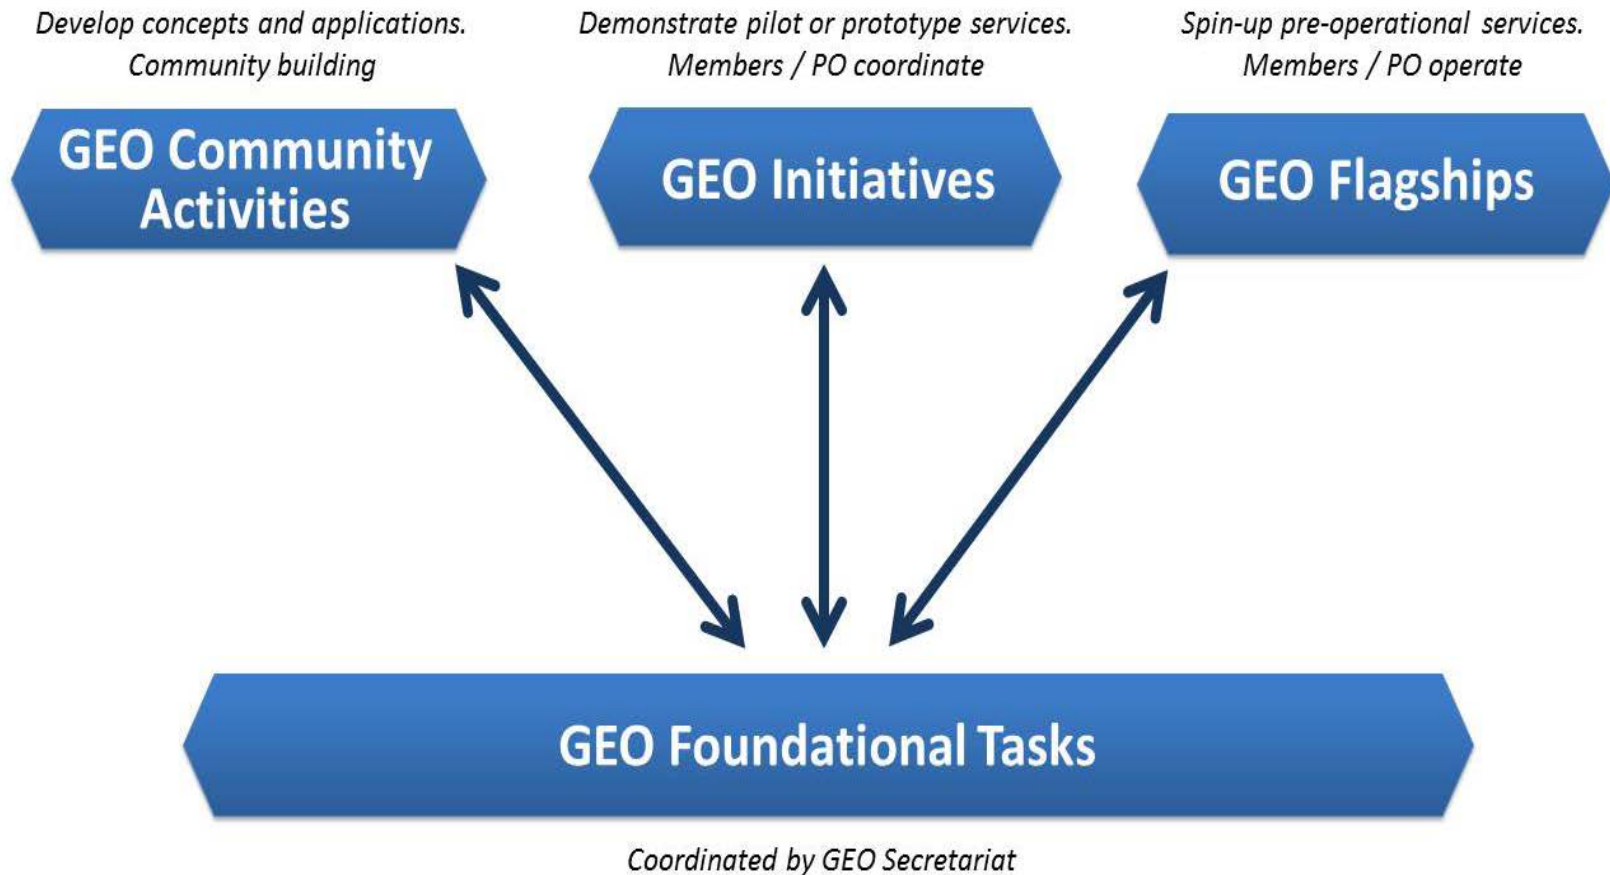 Develop concepts and applications.
Community building
Demonstrate pilot or prototype services.
Members / PO coordinate
Spin-up pre-operational services.
Members / PO operate
GEO Community
Activities
GEO Initiatives
GEO Flagships
GEO Foundational Tasks
Coordinated by GEO Secretariat